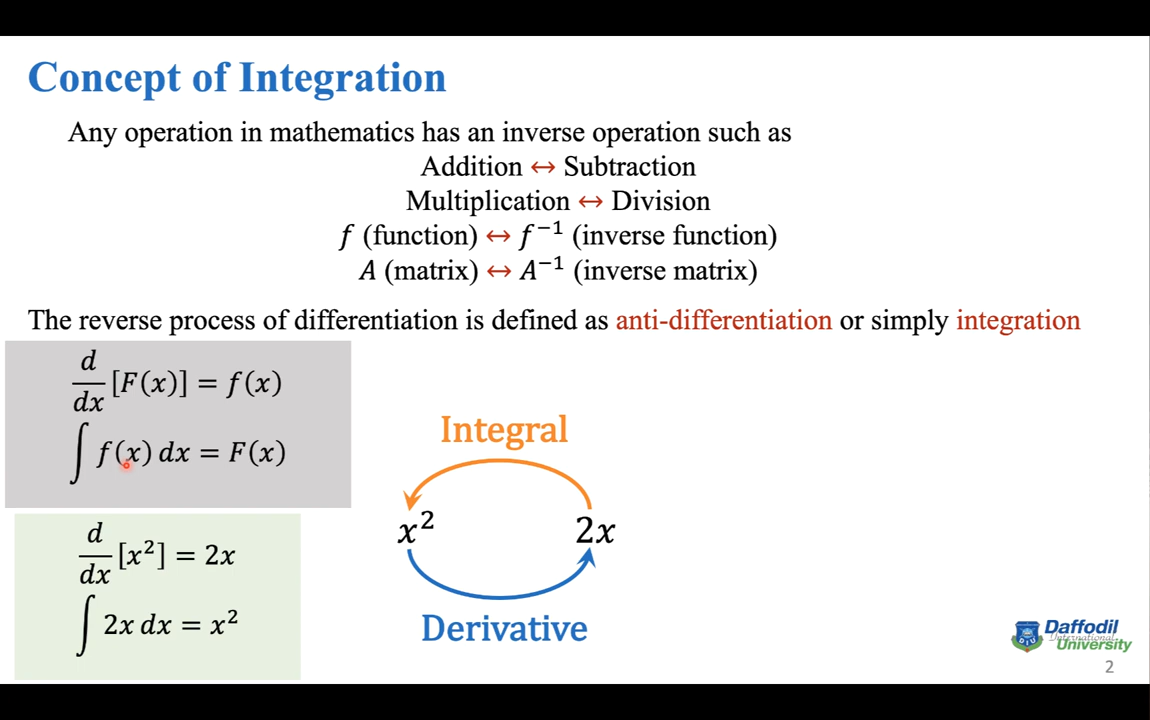 Concept of Integration
Any operation in mathematics has an inverse operation such as
Addition ↔ Subtraction
Multiplication ↔ Division
f (function) ↔ f⁻¹ (inverse function)
A (matrix) ↔ A⁻¹ (inverse matrix)
The reverse process of differentiation is defined as anti-differentiation or simply integration
d/dx [F(x)] = f(x)
∫ f(x) dx = F(x)
d/dx [x²] = 2x
∫ 2x dx = x²
Integral
x² 2x
Derivative
DIU
Daffodil
International
University
2